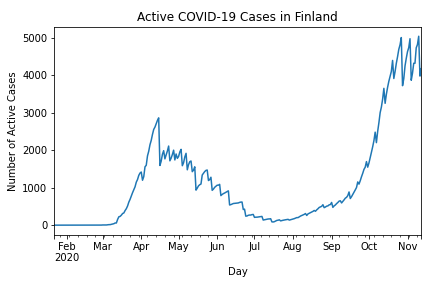 Active COVID-19 Cases in Finland
Number of Active Cases
5000
4000
3000
2000
1000
0
Feb Mar Apr May Jun Jul Aug Sep Oct Nov
2020
Day